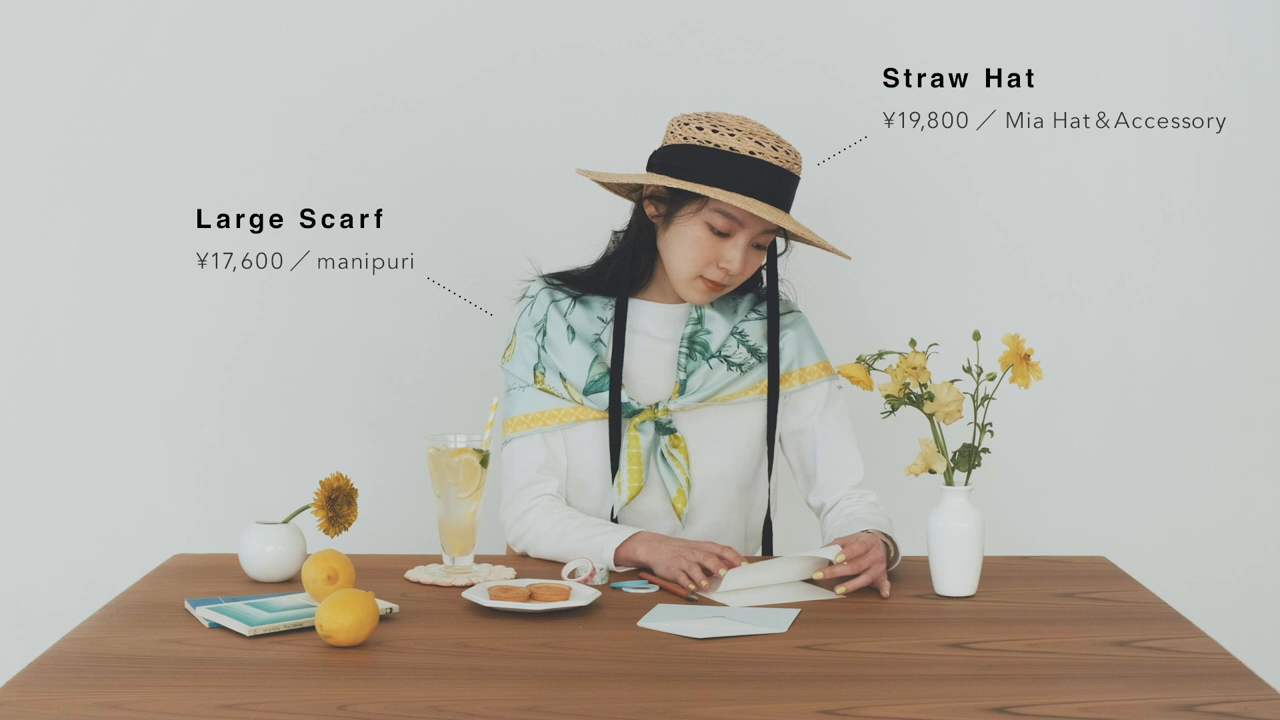 Straw Hat
¥19,800 ／ Mia Hat&Accessory
Large Scarf
¥17,600 ／ manipuri